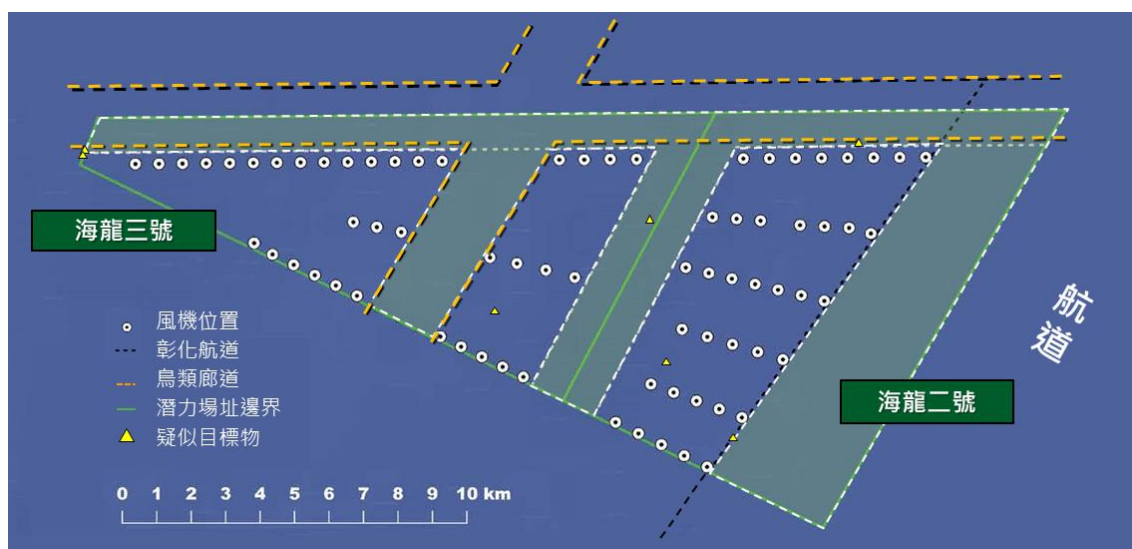 海龍三號
風機位置
彰化航道
鳥類廊道
潛力場址邊界
疑似目標物
0 1 2 3 4 5 6 7 8 9 10 km
海龍二號
航道